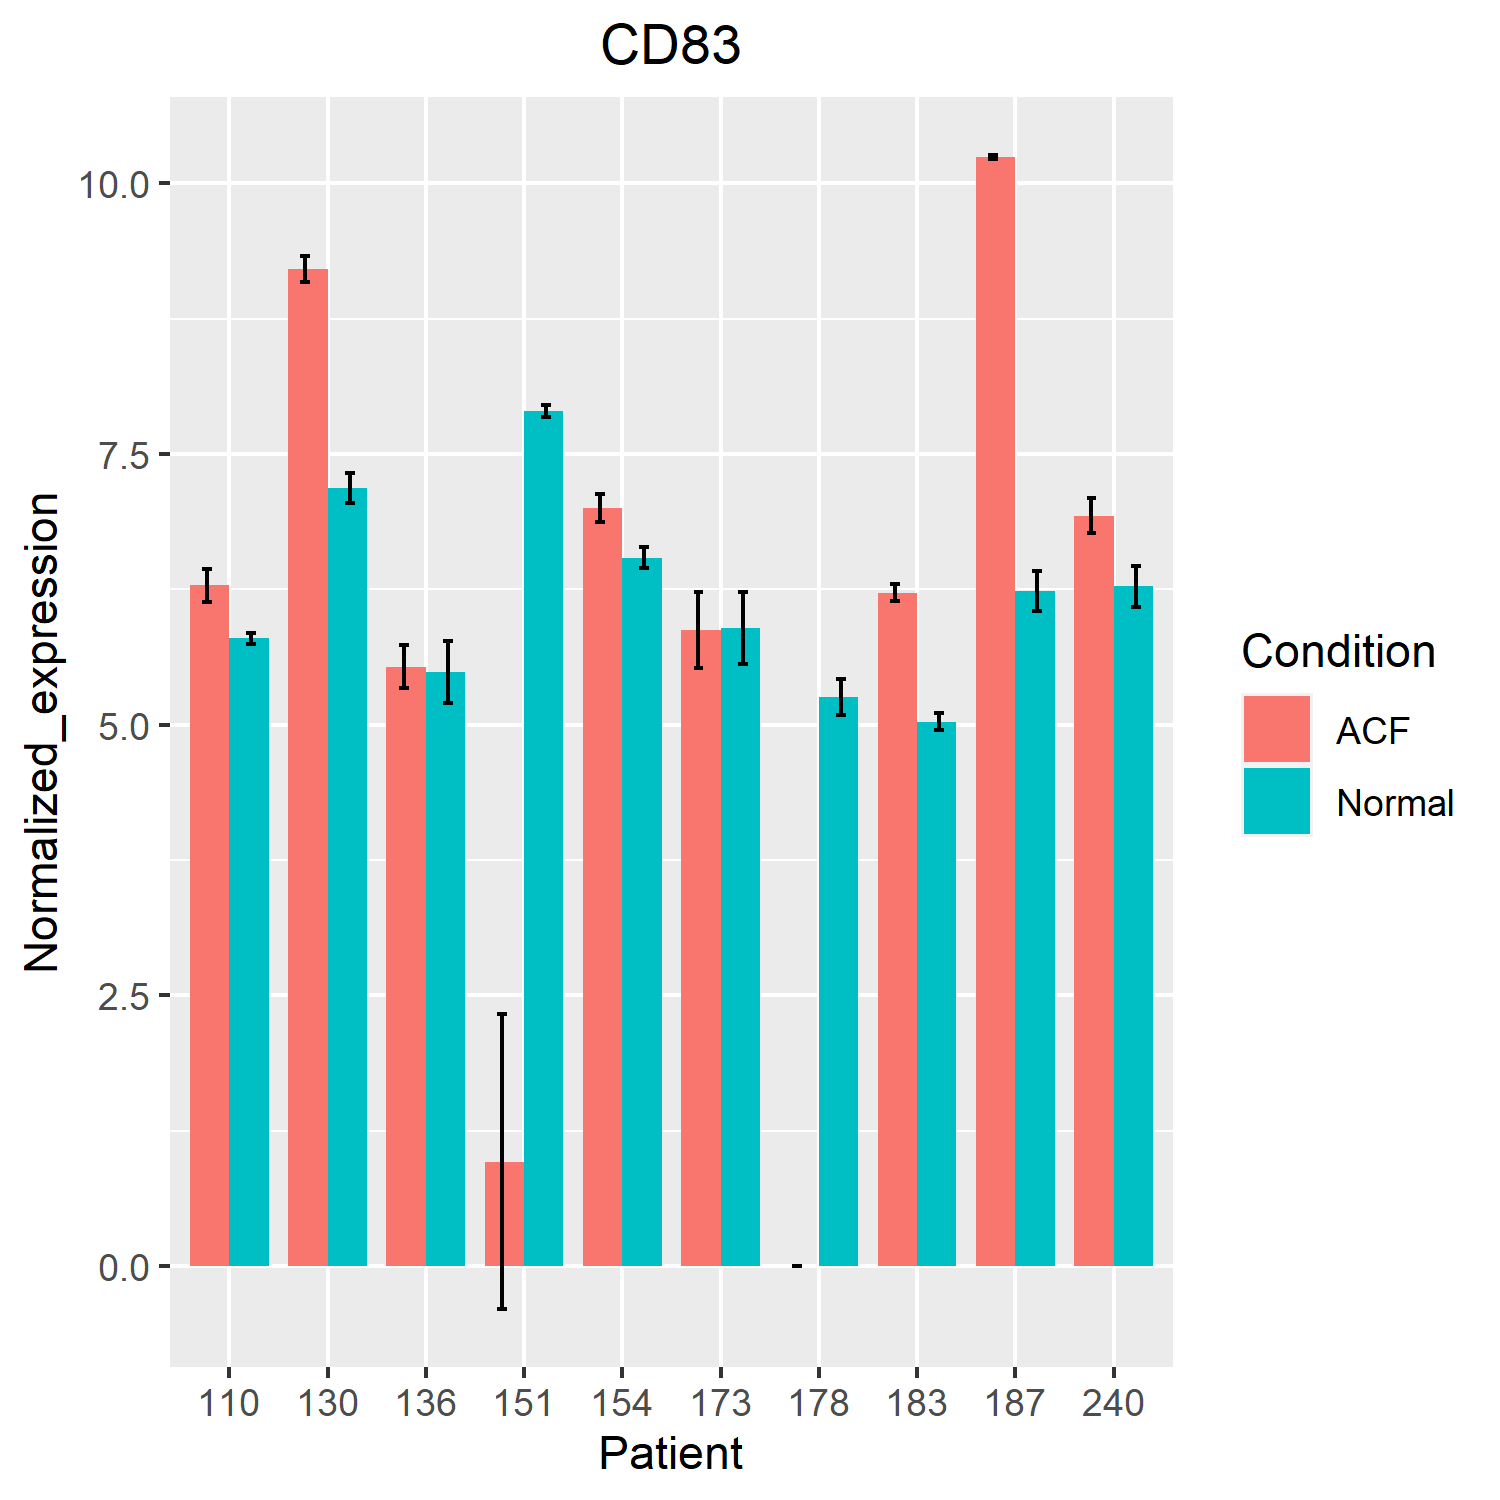 CD83
Normalized_expression
10.0
7.5
5.0
2.5
0.0
110 130 136 151 154 173 178 183 187 240
Patient
Condition
ACF
Normal